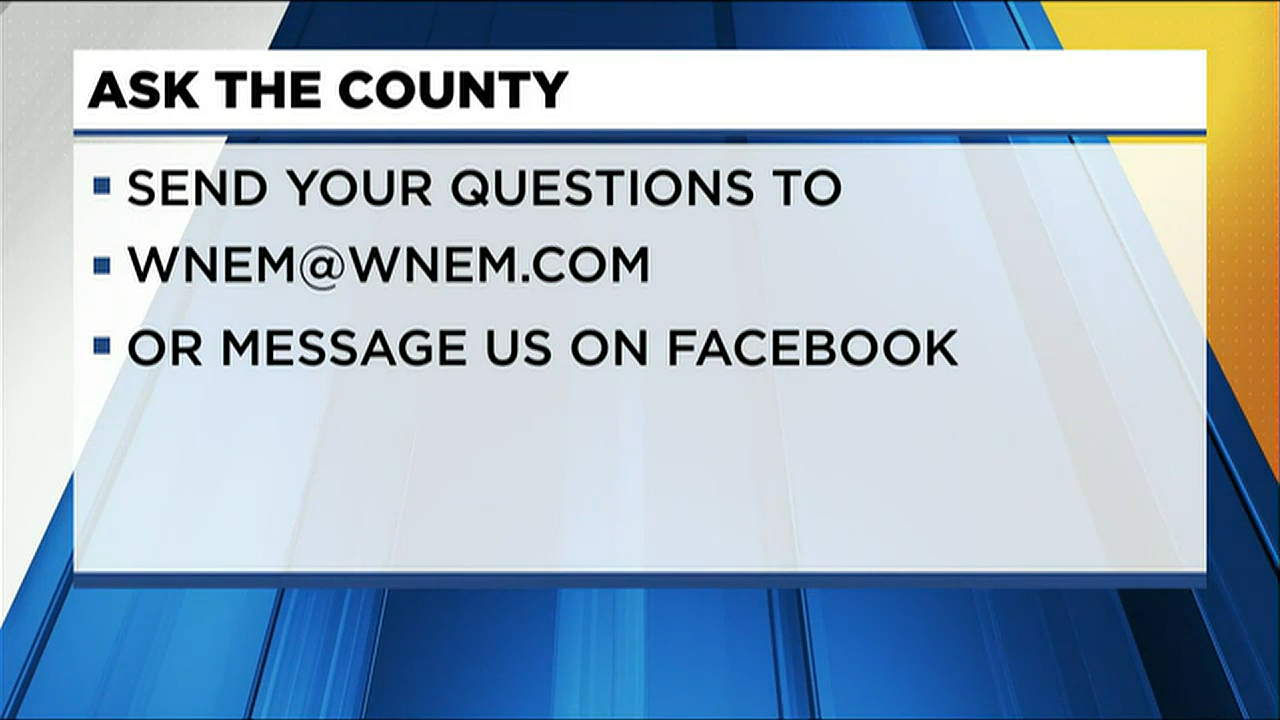 ASK THE COUNTY
SEND YOUR QUESTIONS TO
WNEM@WNEM.COM
OR MESSAGE US ON FACEBOOK